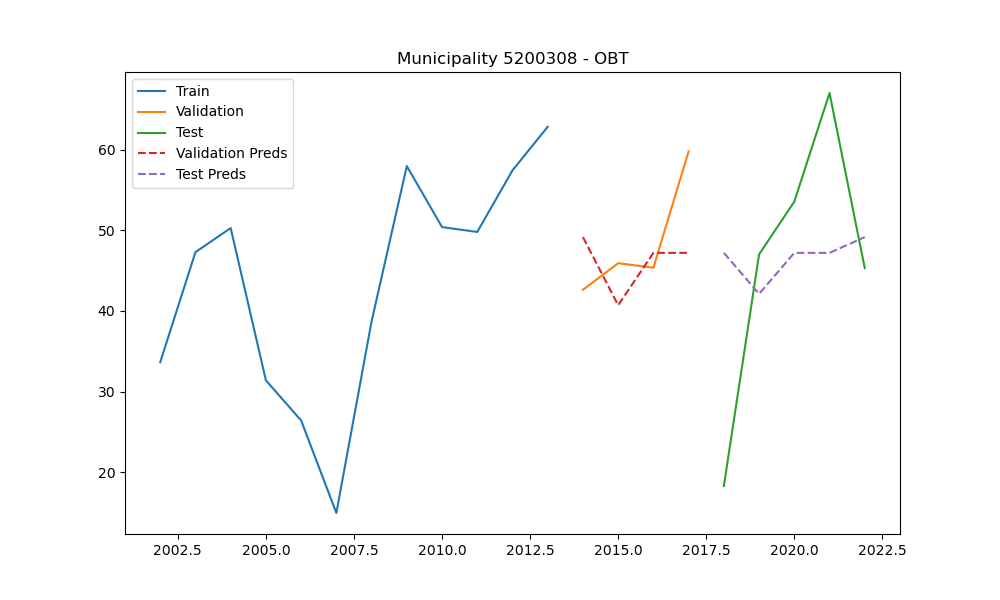 Municipality 5200308 - OBT
Train
Validation
Test
Validation Preds
Test Preds
60
50
40
30
20
2002.5 2005.0 2007.5 2010.0 2012.5 2015.0 2017.5 2020.0 2022.5